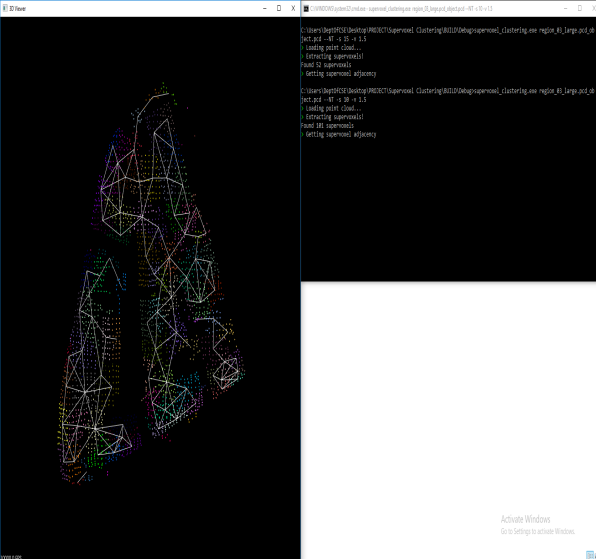 3D Viewer
C:\WINDOWS\system32\cmd.exe - supervoxel_clustering.exe region_03_large.pcd_object.pcd --NT -s 10 -v 1.5
C:\Users\DeptOfCSE\Desktop\PROJECT\Supervoxel Clustering\BUILD\Debug>supervoxel_clustering.exe region_03_large.pcd_ob
ject.pcd --NT -s 15 -v 1.5
> Loading point cloud...
> Extracting supervoxels!
Found 52 supervoxels
> Getting supervoxel adjacency
C:\Users\DeptOfCSE\Desktop\PROJECT\Supervoxel Clustering\BUILD\Debug>supervoxel_clustering.exe region_03_large.pcd_ob
ject.pcd --NT -s 10 -v 1.5
> Loading point cloud...
> Extracting supervoxels!
Found 101 supervoxels
> Getting supervoxel adjacency
Activate Windows
Go to Settings to activate Windows.